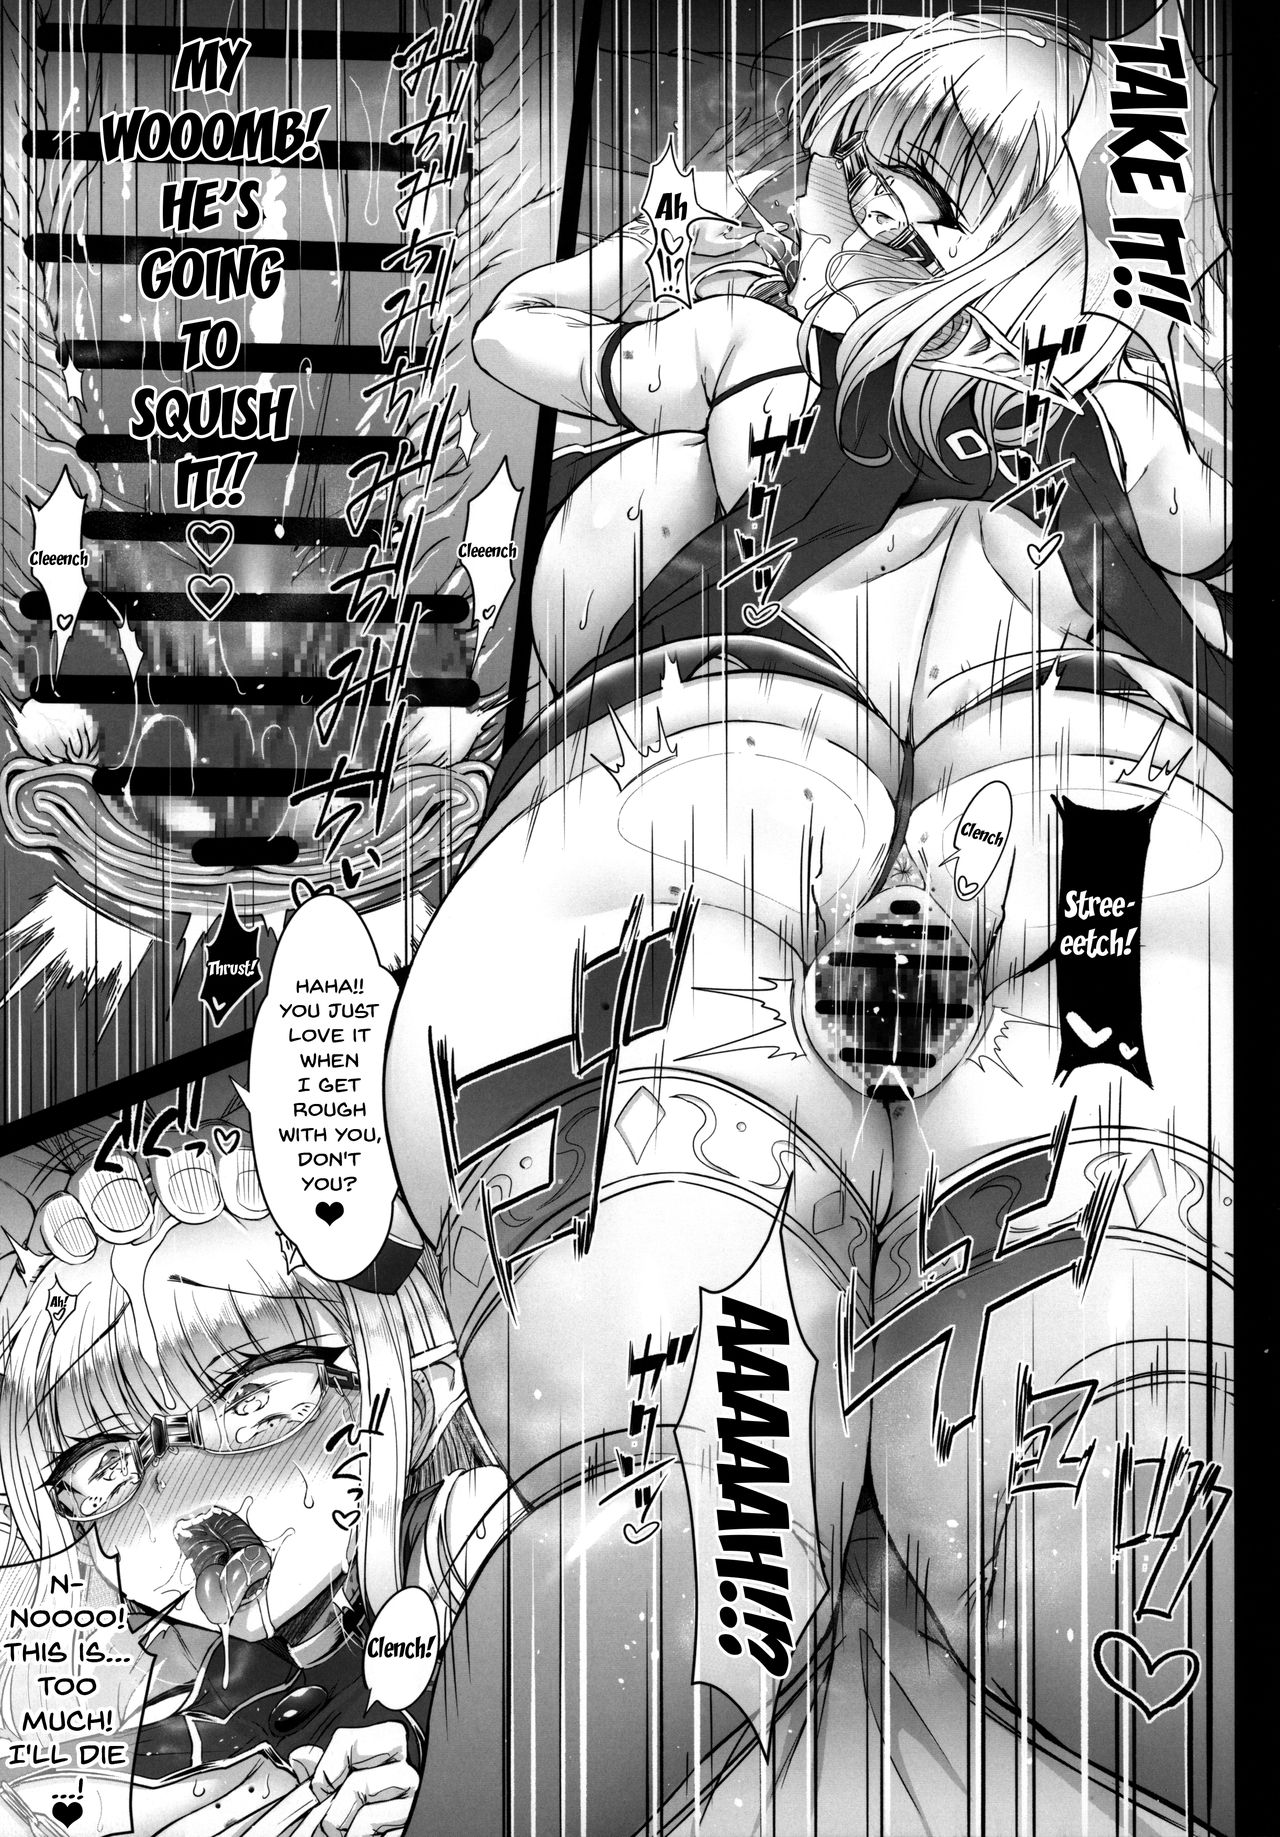 TAKE IT!!
Ah
♡!!?
Clench
♡
Stree-
eetch!
AAAAAH!?
MY
WOOOMB!
HE'S
GOING
TO
SQUISH
IT!!
♡
♡
Cleeench
♡
Cleeench
♡
Thrust!
HAHA!!
YOU JUST
LOVE IT
WHEN
I GET
ROUGH
WITH YOU,
DON'T
YOU?
♥
Ah!
♡
Clench!
N-
NOOOO!
THIS IS...
TOO
MUCH!
I'LL DIE
...!
♥